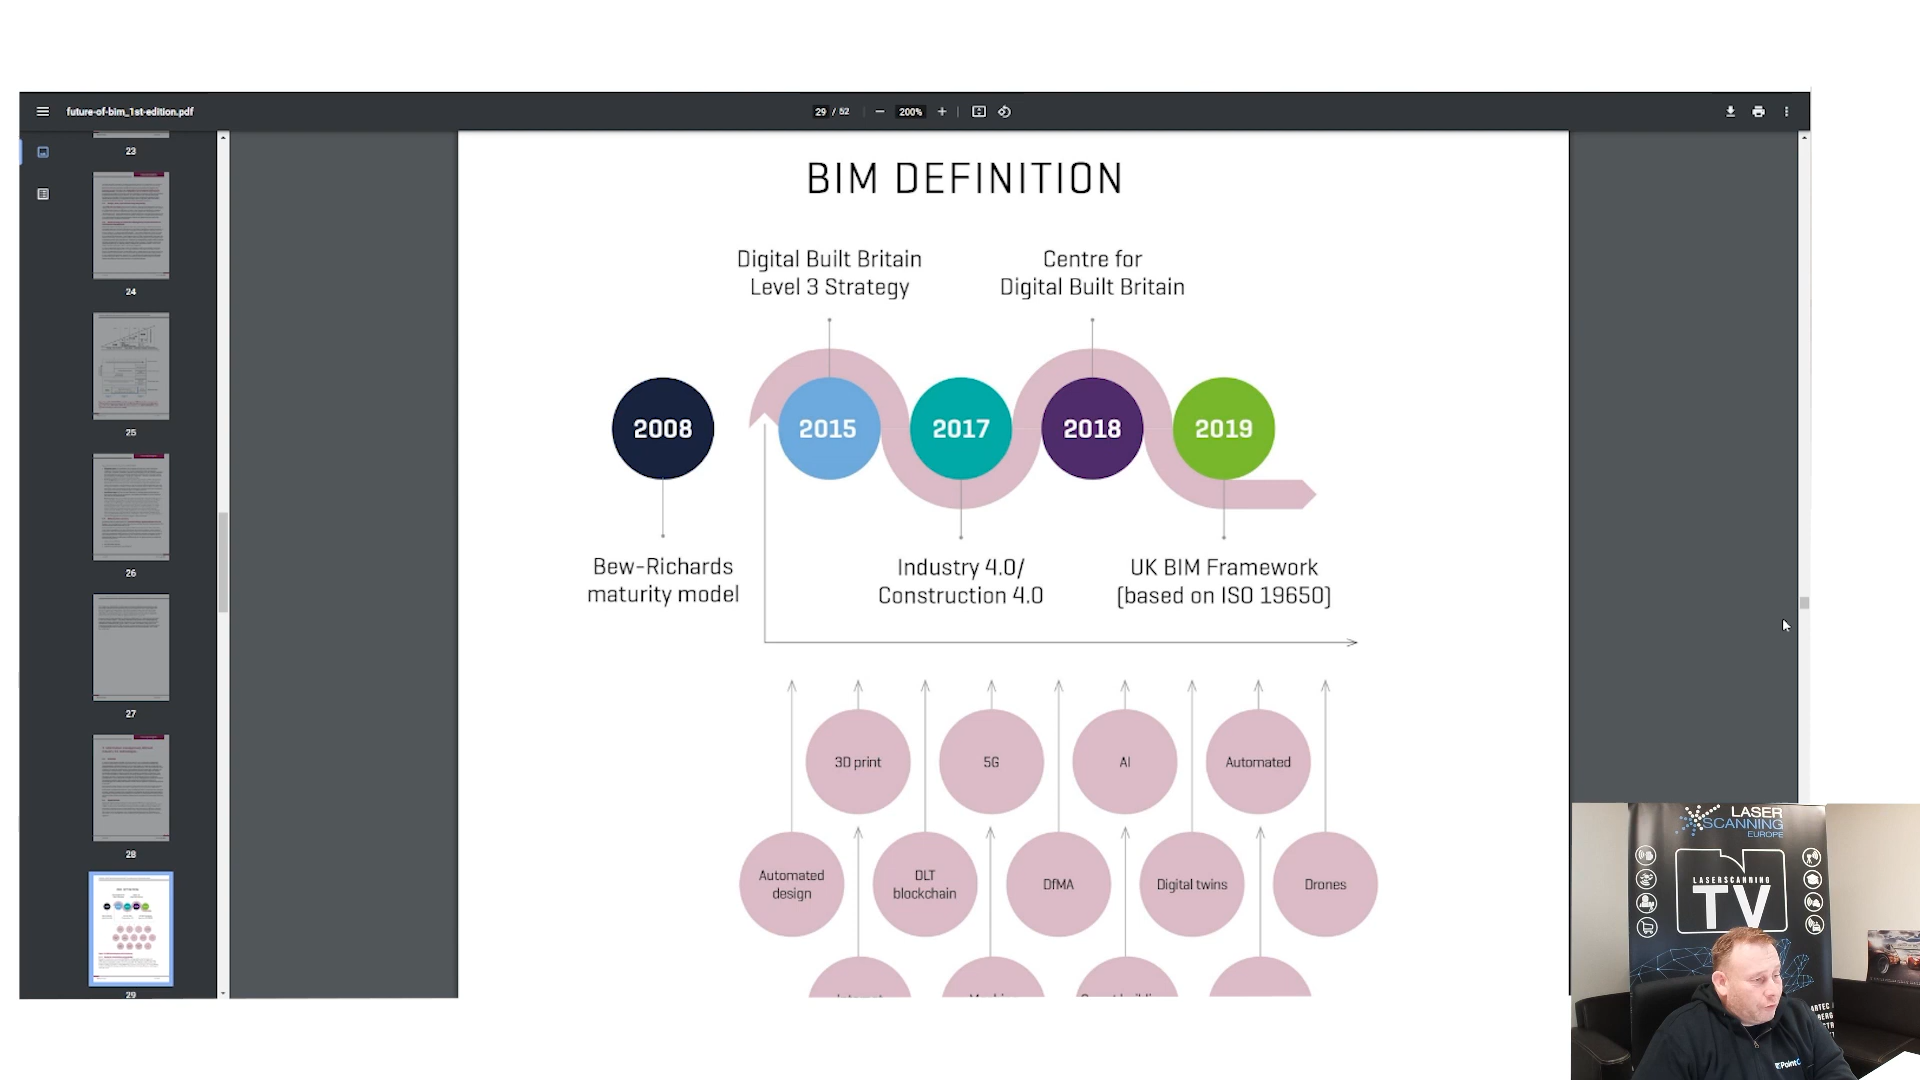 future-of-bim_1st-edition.pdf
29 / 52
200%
23
24
25
26
27
28
29
BIM DEFINITION
Digital Built Britain
Level 3 Strategy
Centre for
Digital Built Britain
2008
2015
2017
2018
2019
Bew-Richards
maturity model
Industry 4.0/
Construction 4.0
UK BIM Framework
(based on ISO 19650)
3D print
5G
AI
Automated
Automated
design
DLT
blockchain
DfMA
Digital twins
Drones
LASER
SCANNING
EUROPE
LASERSCANNING
TV